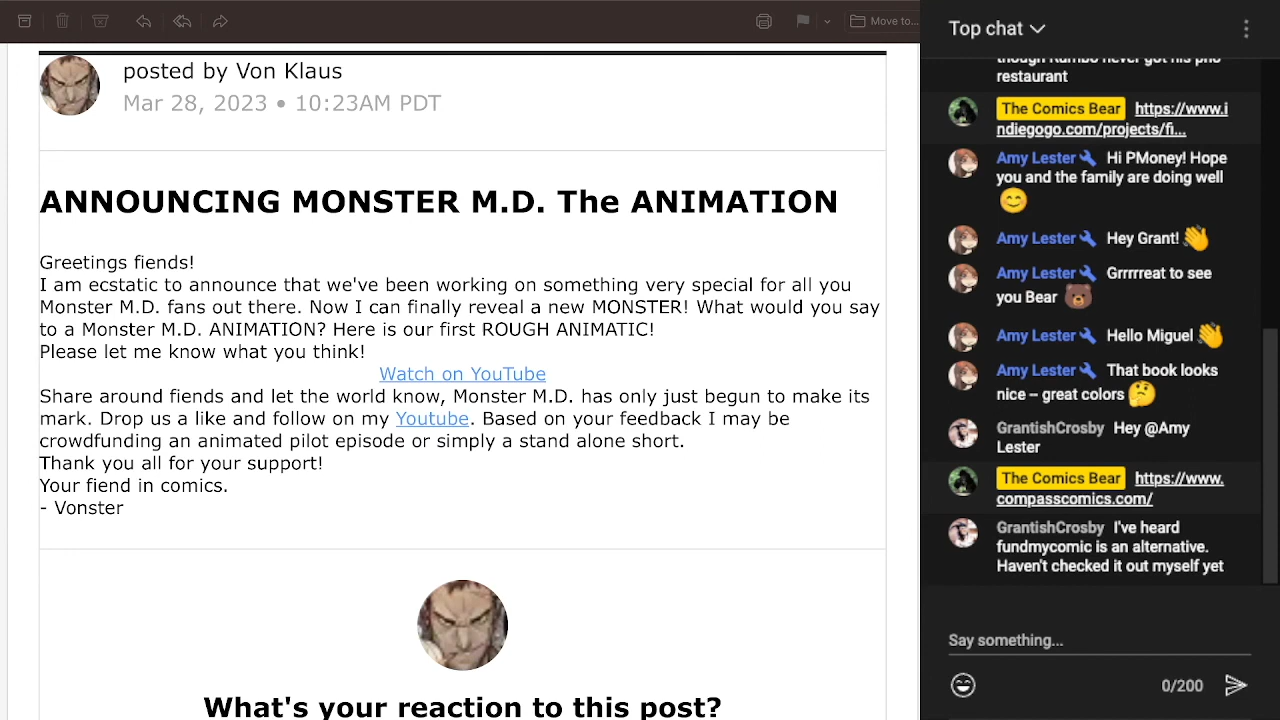 Move to...
posted by Von Klaus
Mar 28, 2023 • 10:23AM PDT
ANNOUNCING MONSTER M.D. The ANIMATION
Greetings fiends!
I am ecstatic to announce that we've been working on something very special for all you
Monster M.D. fans out there. Now I can finally reveal a new MONSTER! What would you say
to a Monster M.D. ANIMATION? Here is our first ROUGH ANIMATIC!
Please let me know what you think!
Watch on YouTube
Share around fiends and let the world know, Monster M.D. has only just begun to make its
mark. Drop us a like and follow on my Youtube. Based on your feedback I may be
crowdfunding an animated pilot episode or simply a stand alone short.
Thank you all for your support!
Your fiend in comics.
- Vonster
What's your reaction to this post?
Top chat
though Rambo never got his pho
restaurant
The Comics Bear https://www.i
ndiegogo.com/projects/fi...
Amy Lester Hi PMoney! Hope
you and the family are doing well
😊
Amy Lester Hey Grant! 👋
Amy Lester Grrrrreat to see
you Bear 🐻
Amy Lester Hello Miguel 👋
Amy Lester That book looks
nice – great colors 🤔
GrantishCrosby Hey @Amy
Lester
The Comics Bear https://www.
compasscomics.com/
GrantishCrosby I've heard
fundmycomic is an alternative.
Haven't checked it out myself yet
Say something...
0/200